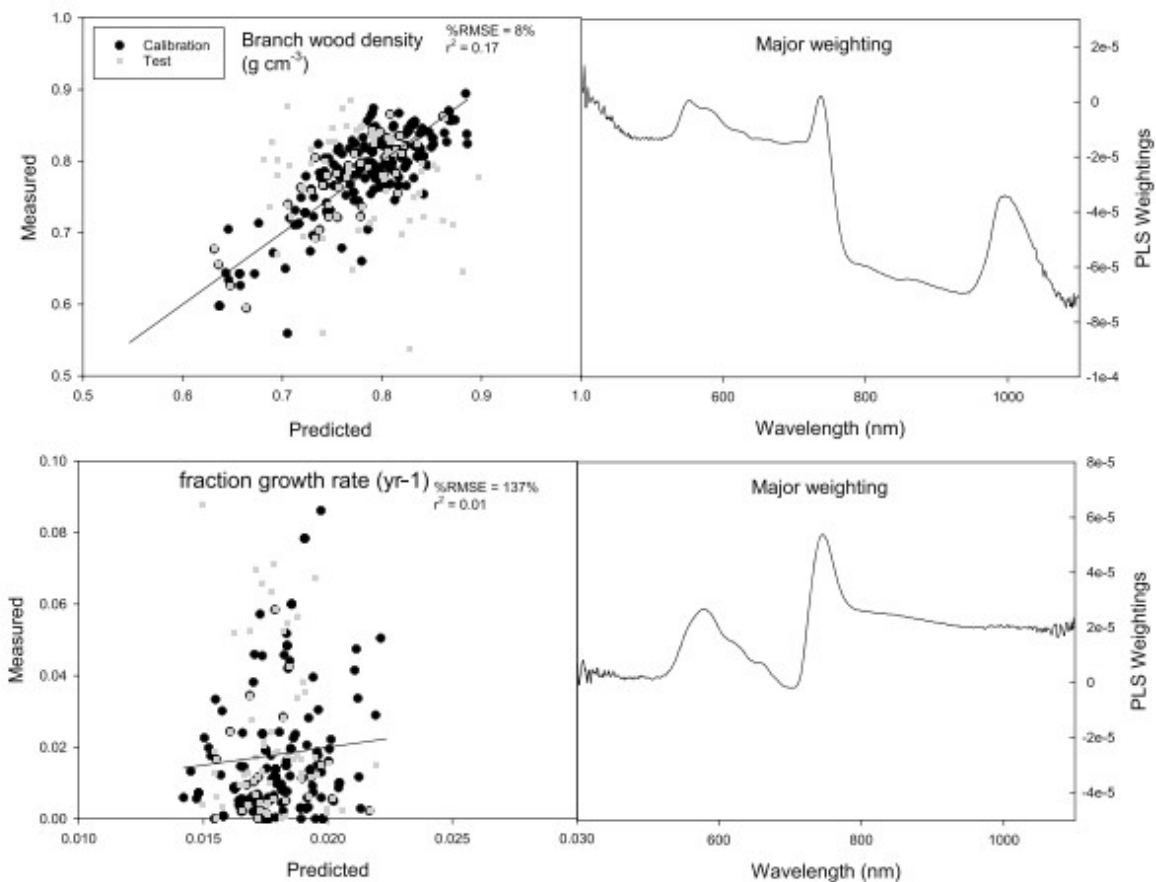 Calibration
Test
Branch wood density
(g cm⁻³)
%RMSE = 8%
r² = 0.17
1.0
0.9
0.8
0.7
0.6
0.5
Measured
0.5
0.6
0.7
0.8
0.9
1.0
Predicted
Major weighting
2e-5
0
-2e-5
-4e-5
-6e-5
-8e-5
-1e-4
PLS Weightings
600
800
1000
Wavelength (nm)
fraction growth rate (yr-1)
%RMSE = 137%
r² = 0.01
0.10
0.08
0.06
0.04
0.02
0.00
Measured
0.010
0.015
0.020
0.025
0.030
Predicted
Major weighting
8e-5
6e-5
4e-5
2e-5
0
-2e-5
-4e-5
PLS Weightings
600
800
1000
Wavelength (nm)